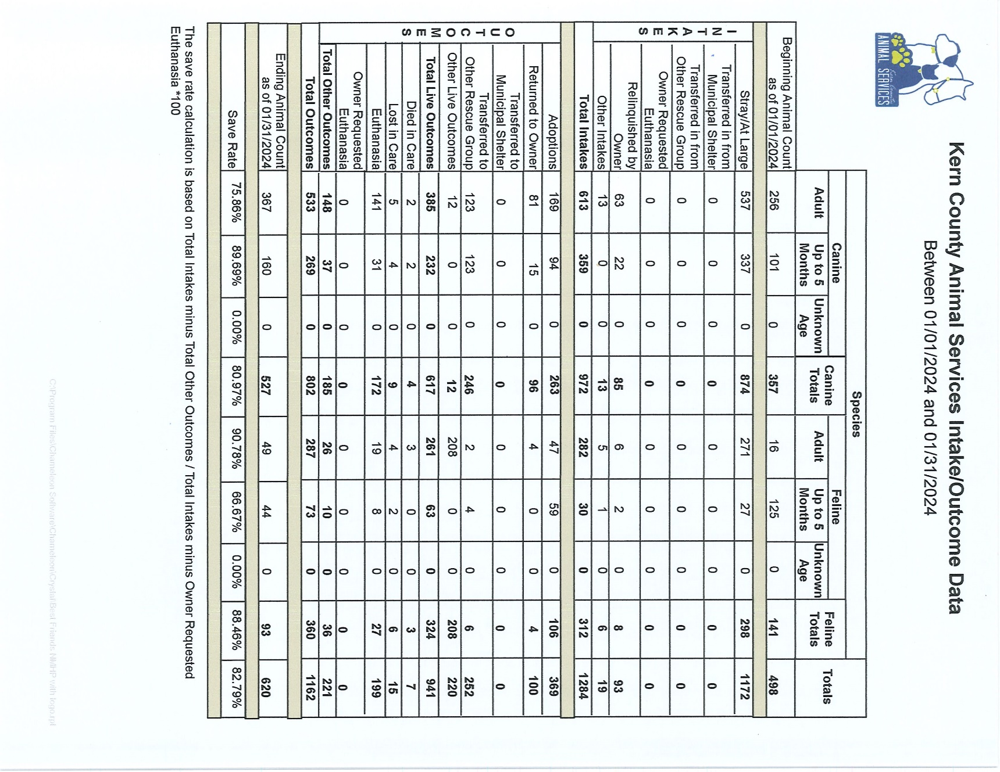 Kern County
ANIMAL SERVICES
Kern County Animal Services Intake/Outcome Data
Between 01/01/2024 and 01/31/2024
Species
Canine Feline Totals
Adult Up to 5 Months Unknown Age Canine Totals Adult Up to 5 Months Unknown Age Feline Totals
Beginning Animal Count
as of 01/01/2024 256 101 0 357 16 125 0 141 498
INTAKES
Stray/At Large 537 337 0 874 271 27 0 298 1172
Transferred in from
Municipal Shelter 0 0 0 0 0 0 0 0 0
Transferred in from
Other Rescue Group 0 0 0 0 0 0 0 0 0
Owner Requested
Euthanasia 0 0 0 0 0 0 0 0 0
Relinquished by
Owner 63 22 0 85 6 2 0 8 93
Other Intakes 13 0 0 13 5 1 0 6 19
Total Intakes 613 359 0 972 282 30 0 312 1284
OUTCOMES
Adoptions 169 94 0 263 47 59 0 106 369
Returned to Owner 81 15 0 96 4 0 0 4 100
Transferred to
Municipal Shelter 0 0 0 0 0 0 0 0 0
Transferred to
Other Rescue Group 123 123 0 246 2 4 0 6 252
Other Live Outcomes 12 0 0 12 208 0 0 208 220
Total Live Outcomes 385 232 0 617 261 63 0 324 941
Died in Care 2 2 0 4 3 0 0 3 7
Lost in Care 5 4 0 9 4 2 0 6 15
Euthanasia 141 31 0 172 19 8 0 27 199
Owner Requested
Euthanasia 0 0 0 0 0 0 0 0 0
Total Other Outcomes 148 37 0 185 26 10 0 36 221
Total Outcomes 533 269 0 802 287 73 0 360 1162
Ending Animal Count
as of 01/31/2024 367 160 0 527 49 44 0 93 620
Save Rate 75.86% 89.69% 0.00% 80.97% 90.78% 66.67% 0.00% 88.46% 82.79%
The save rate calculation is based on Total Intakes minus Total Other Outcomes / Total Intakes minus Owner Requested
Euthanasia *100
C:\Program Files\Chameleon Software\Chameleon\Crystal\Best Friends NMHP with logo.rpt